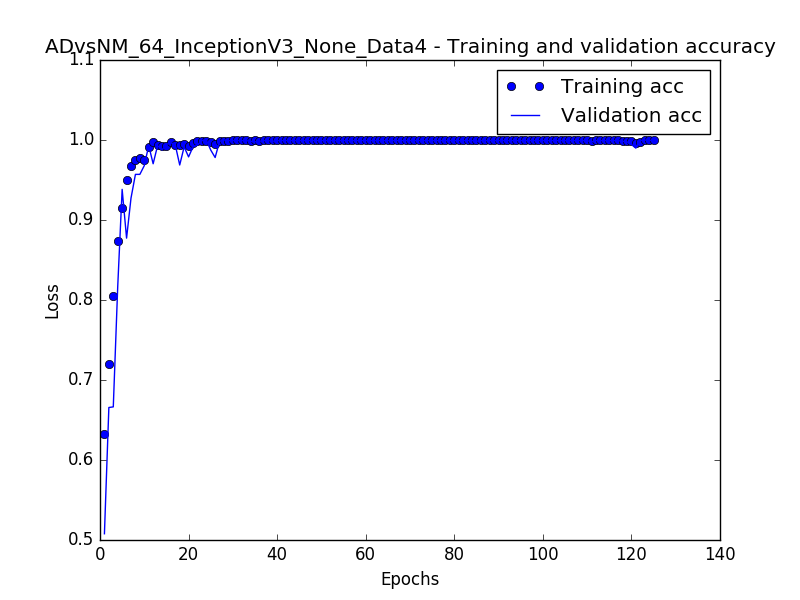 ADvsNM_64_InceptionV3_None_Data4 - Training and validation accuracy
1.1
Training acc
Validation acc
1.0
0.9
0.8
Loss
0.7
0.6
0.5
0 20 40 60 80 100 120 140
Epochs